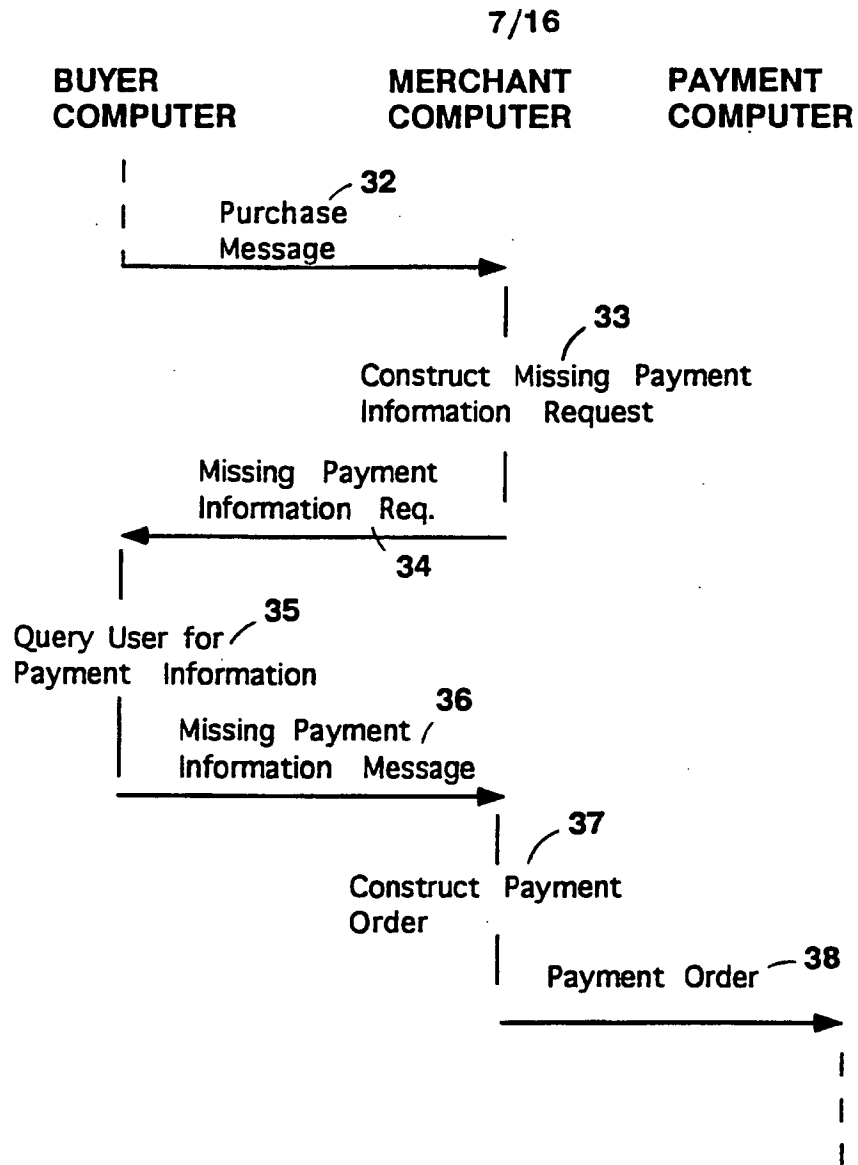 7/16
BUYER
COMPUTER
MERCHANT
COMPUTER
PAYMENT
COMPUTER
32
Purchase
Message
33
Construct Missing Payment
Information Request
Missing Payment
Information Req.
34
35
Query User for
Payment Information
36
Missing Payment
Information Message
37
Construct Payment
Order
38
Payment Order